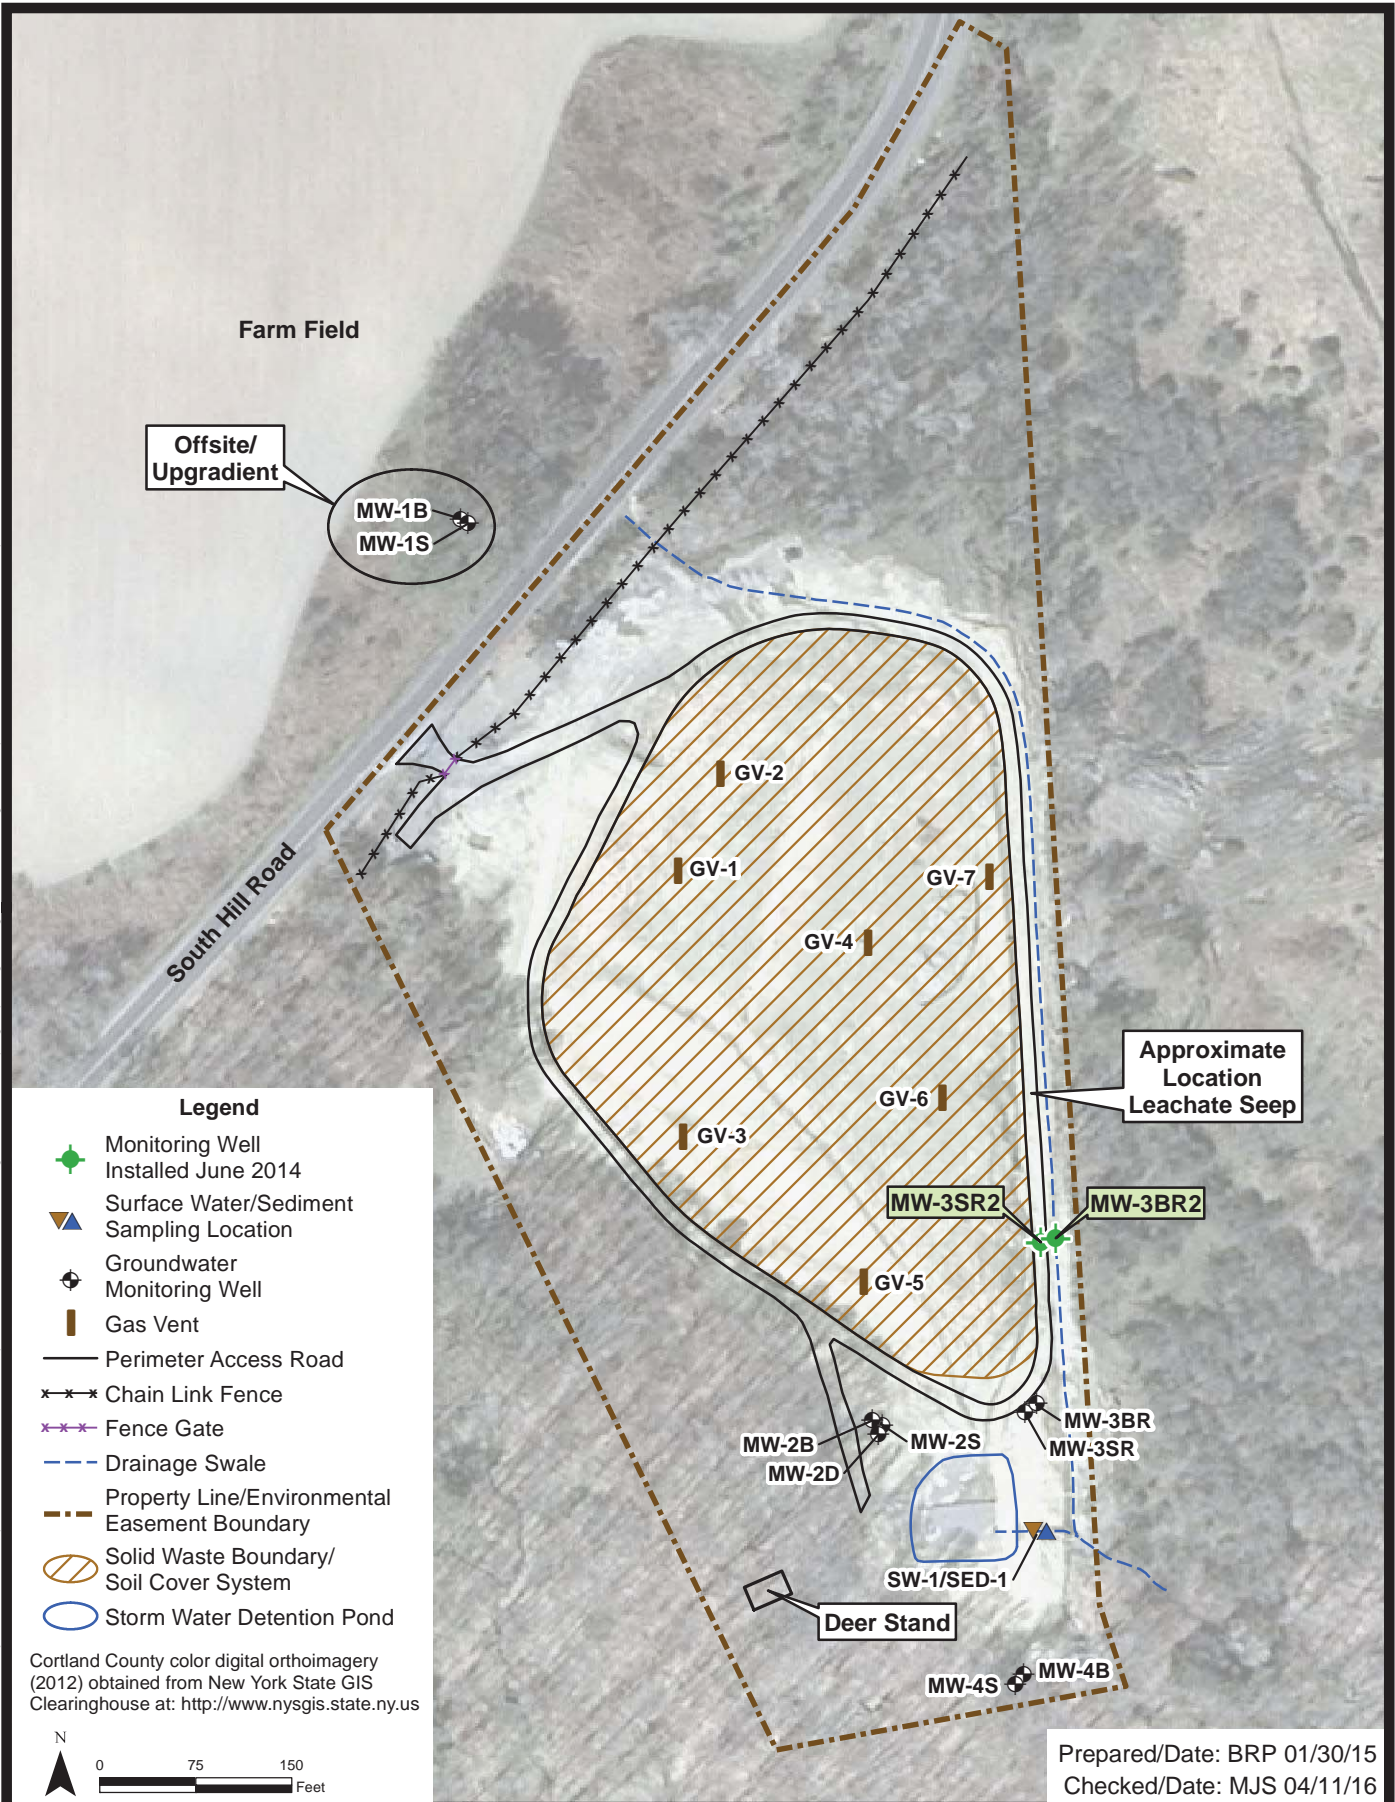 Farm Field
Offsite/
Upgradient
MW-1B
MW-1S
South Hill Road
GV-2
GV-1
GV-7
GV-4
GV-6
GV-3
GV-5
Approximate
Location
Leachate Seep
MW-3SR2
MW-3BR2
MW-3BR
MW-3SR
MW-2B
MW-2S
MW-2D
SW-1/SED-1
Deer Stand
MW-4B
MW-4S
Legend
Monitoring Well
Installed June 2014
Surface Water/Sediment
Sampling Location
Groundwater
Monitoring Well
Gas Vent
Perimeter Access Road
Chain Link Fence
Fence Gate
Drainage Swale
Property Line/Environmental
Easement Boundary
Solid Waste Boundary/
Soil Cover System
Storm Water Detention Pond
Cortland County color digital orthoimagery
(2012) obtained from New York State GIS
Clearinghouse at: http://www.nysgis.state.ny.us
N
0 75 150
Feet
Prepared/Date: BRP 01/30/15
Checked/Date: MJS 04/11/16